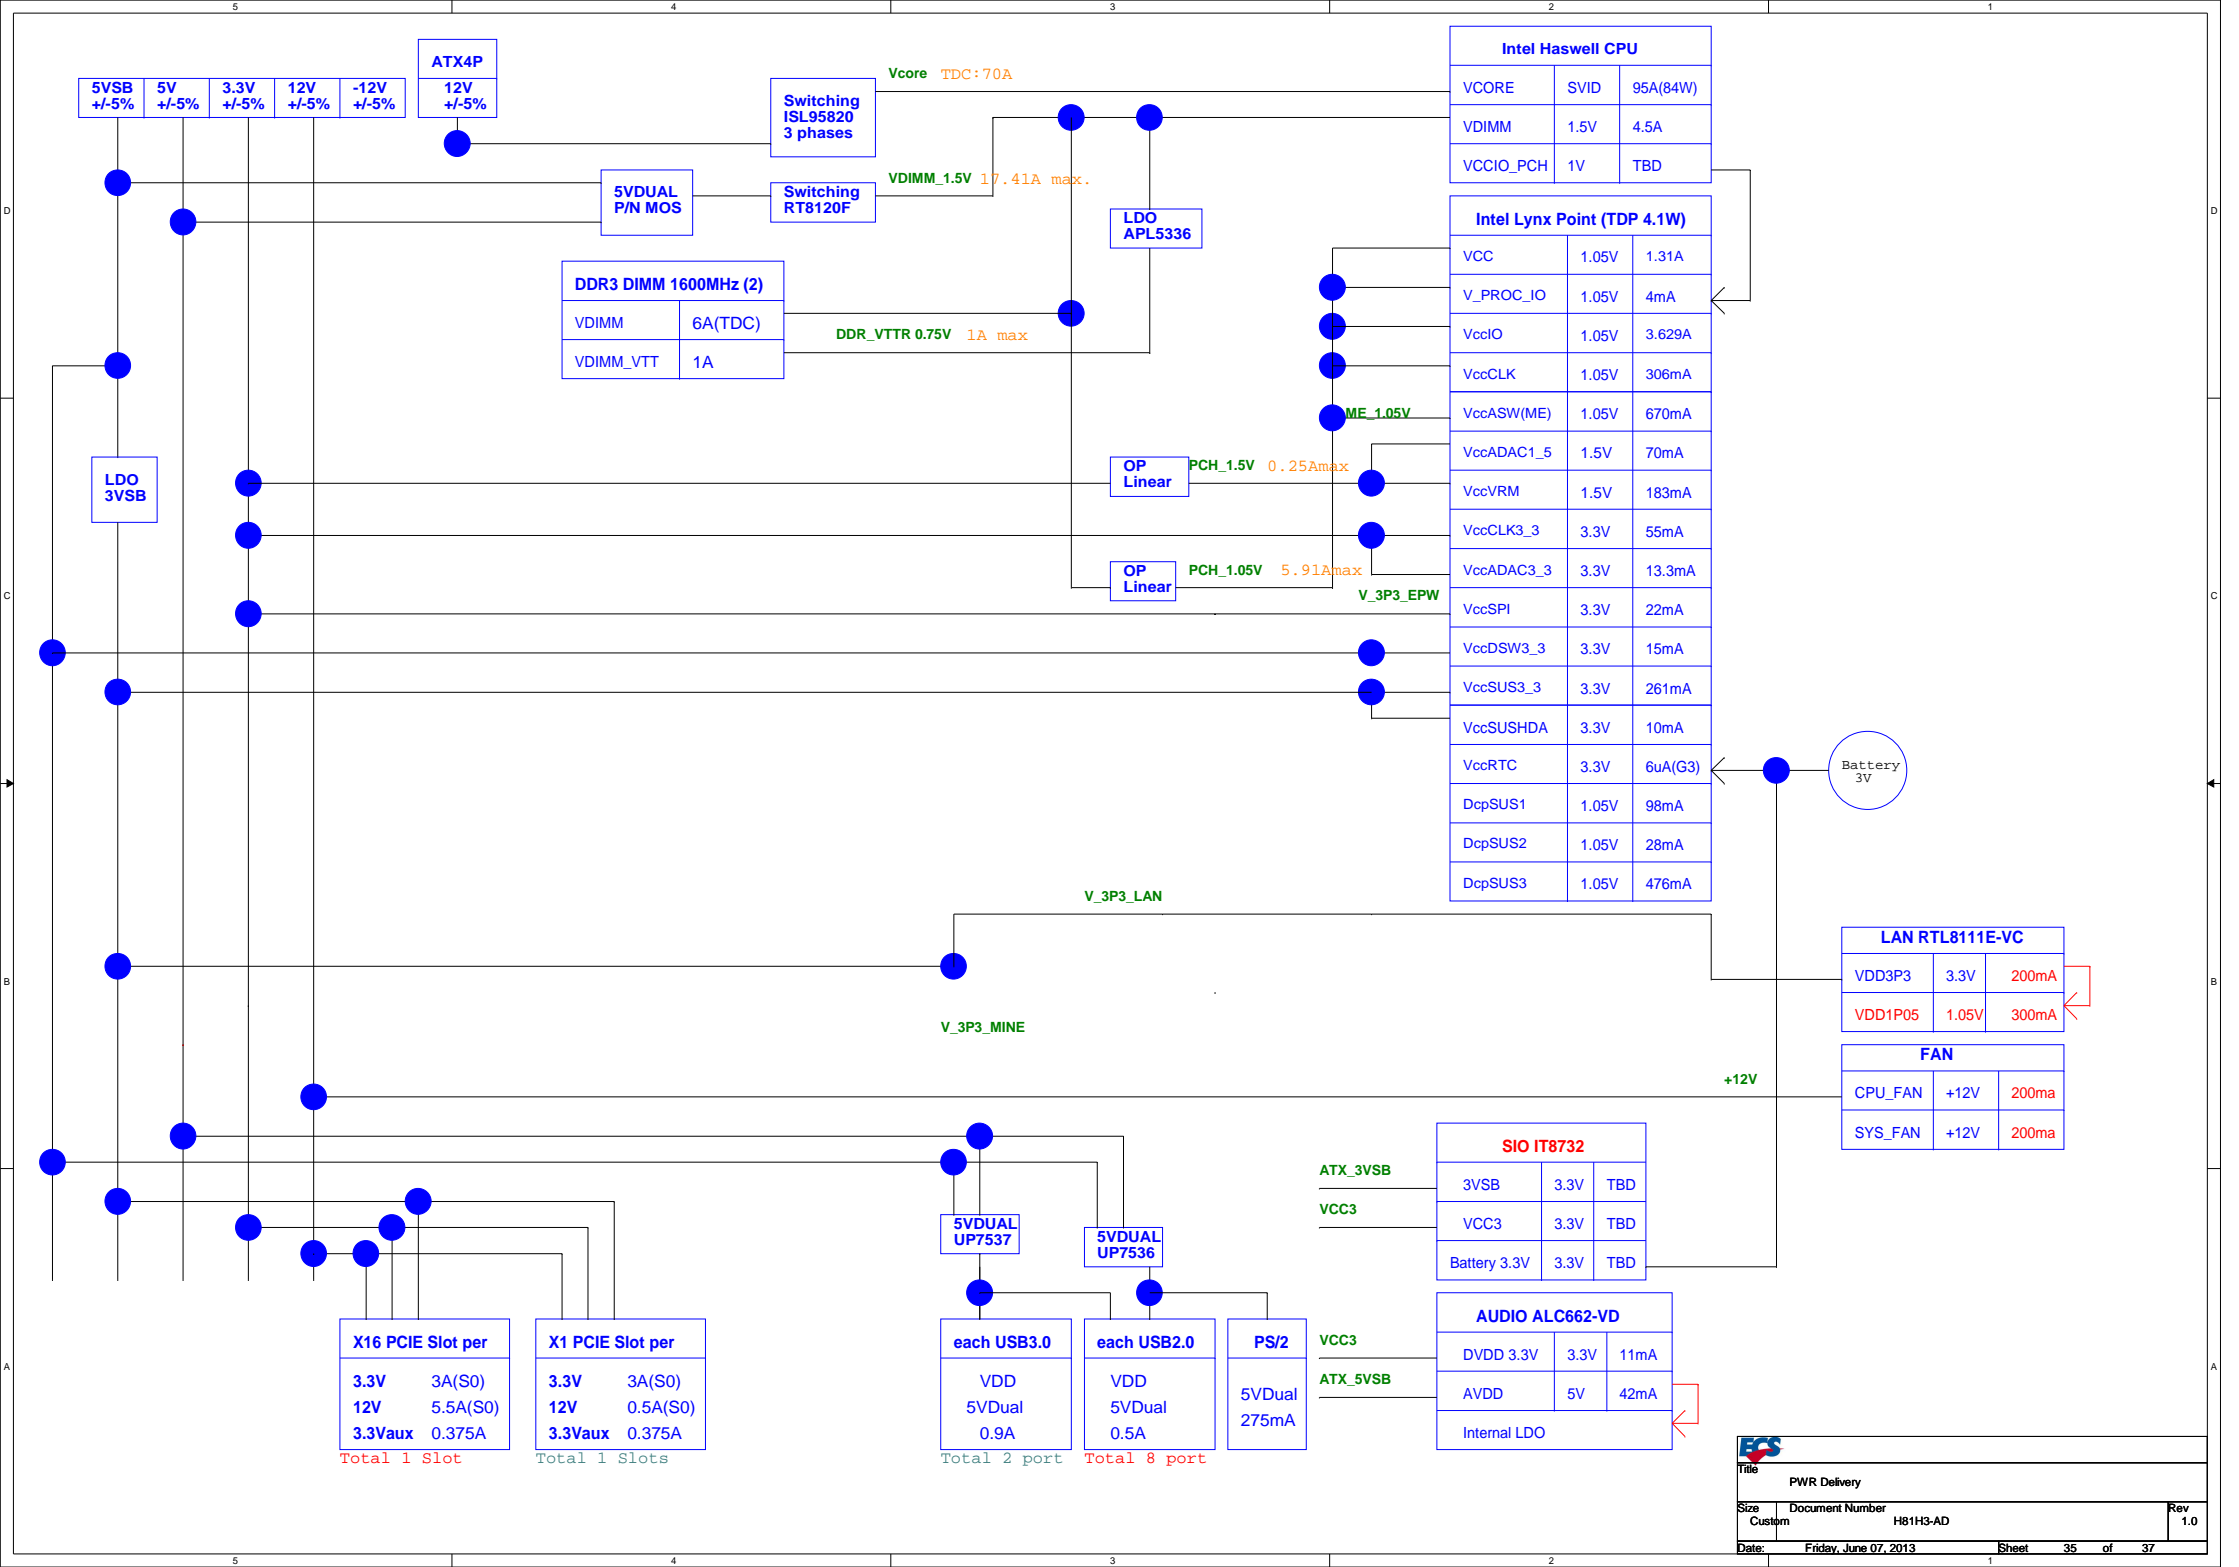 5 4 3 2 1
ATX4P
5VSB +/-5%
5V +/-5%
3.3V +/-5%
12V +/-5%
-12V +/-5%
12V +/-5%
Switching
ISL95820
3 phases
Vcore TDC:70A
5VDUAL
P/N MOS
Switching
RT8120F
VDIMM_1.5V 17.41A max.
LDO
APL5336
DDR3 DIMM 1600MHz (2)
VDIMM 6A(TDC)
VDIMM_VTT 1A
DDR_VTTR 0.75V 1A max
Intel Haswell CPU
VCORE SVID 95A(84W)
VDIMM 1.5V 4.5A
VCCIO_PCH 1V TBD
Intel Lynx Point (TDP 4.1W)
VCC 1.05V 1.31A
V_PROC_IO 1.05V 4mA
VccIO 1.05V 3.629A
VccCLK 1.05V 306mA
VccASW(ME) 1.05V 670mA
VccADAC1_5 1.5V 70mA
VccVRM 1.5V 183mA
VccCLK3_3 3.3V 55mA
VccADAC3_3 3.3V 13.3mA
VccSPI 3.3V 22mA
VccDSW3_3 3.3V 15mA
VccSUS3_3 3.3V 261mA
VccSUSHDA 3.3V 10mA
VccRTC 3.3V 6uA(G3)
DcpSUS1 1.05V 98mA
DcpSUS2 1.05V 28mA
DcpSUS3 1.05V 476mA
ME_1.05V
LDO
3VSB
OP
Linear
PCH_1.5V 0.25Amax
OP
Linear
PCH_1.05V 5.91Amax
V_3P3_EPW
Battery
3V
V_3P3_LAN
V_3P3_MINE
LAN RTL8111E-VC
VDD3P3 3.3V 200mA
VDD1P05 1.05V 300mA
FAN
CPU_FAN +12V 200ma
SYS_FAN +12V 200ma
+12V
SIO IT8732
3VSB 3.3V TBD
VCC3 3.3V TBD
Battery 3.3V 3.3V TBD
ATX_3VSB
VCC3
5VDUAL
UP7537
5VDUAL
UP7536
AUDIO ALC662-VD
DVDD 3.3V 3.3V 11mA
AVDD 5V 42mA
Internal LDO
VCC3
ATX_5VSB
X16 PCIE Slot per
3.3V 3A(S0)
12V 5.5A(S0)
3.3Vaux 0.375A
Total 1 Slot
X1 PCIE Slot per
3.3V 3A(S0)
12V 0.5A(S0)
3.3Vaux 0.375A
Total 1 Slots
each USB3.0
VDD
5VDual
0.9A
Total 2 port
each USB2.0
VDD
5VDual
0.5A
Total 8 port
PS/2
5VDual
275mA
ECS
Title
PWR Delivery
Size Document Number Rev
Custom H81H3-AD 1.0
Date: Friday, June 07, 2013 Sheet 35 of 37
D D
C C
B B
A A
5 4 3 2 1